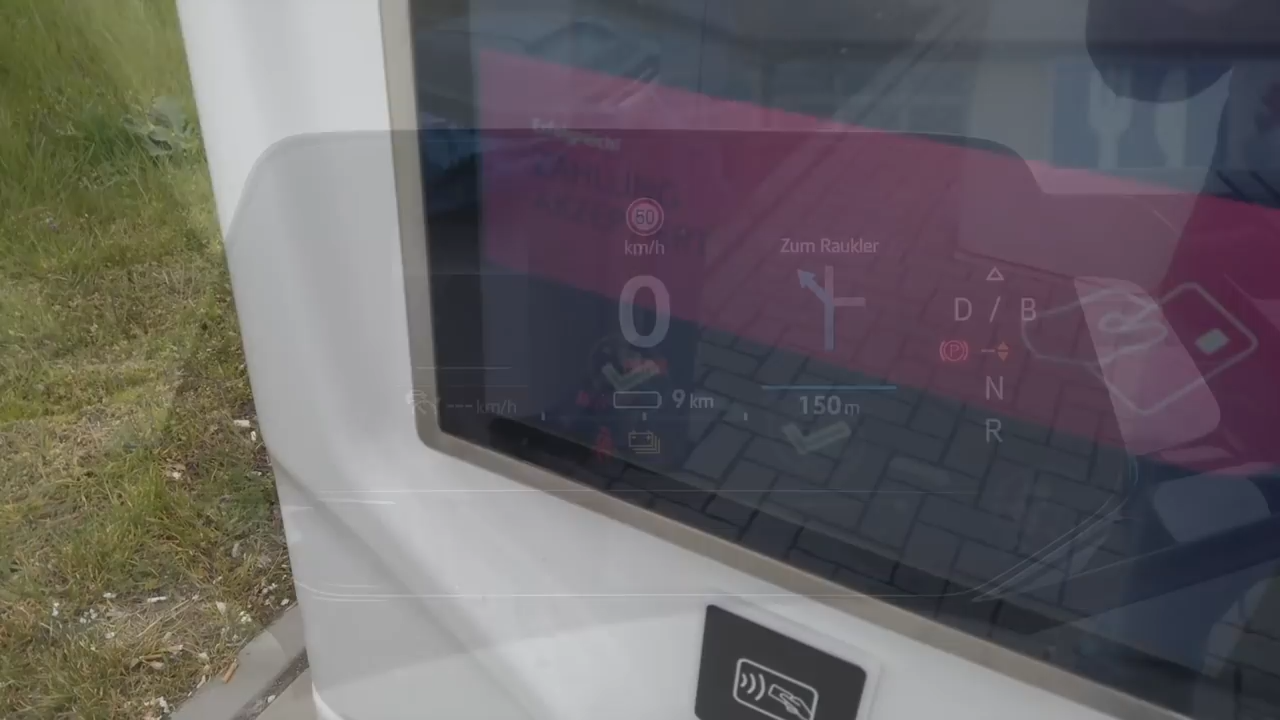 50
km/h
Zum Raukler
0
D / B
--- km/h
9 km
150 m
N
R
P